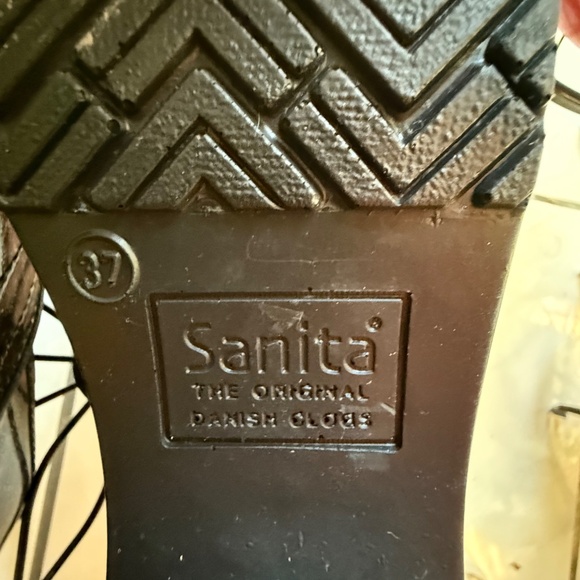 37
Sanita®
THE ORIGINAL
DANISH CLOGS